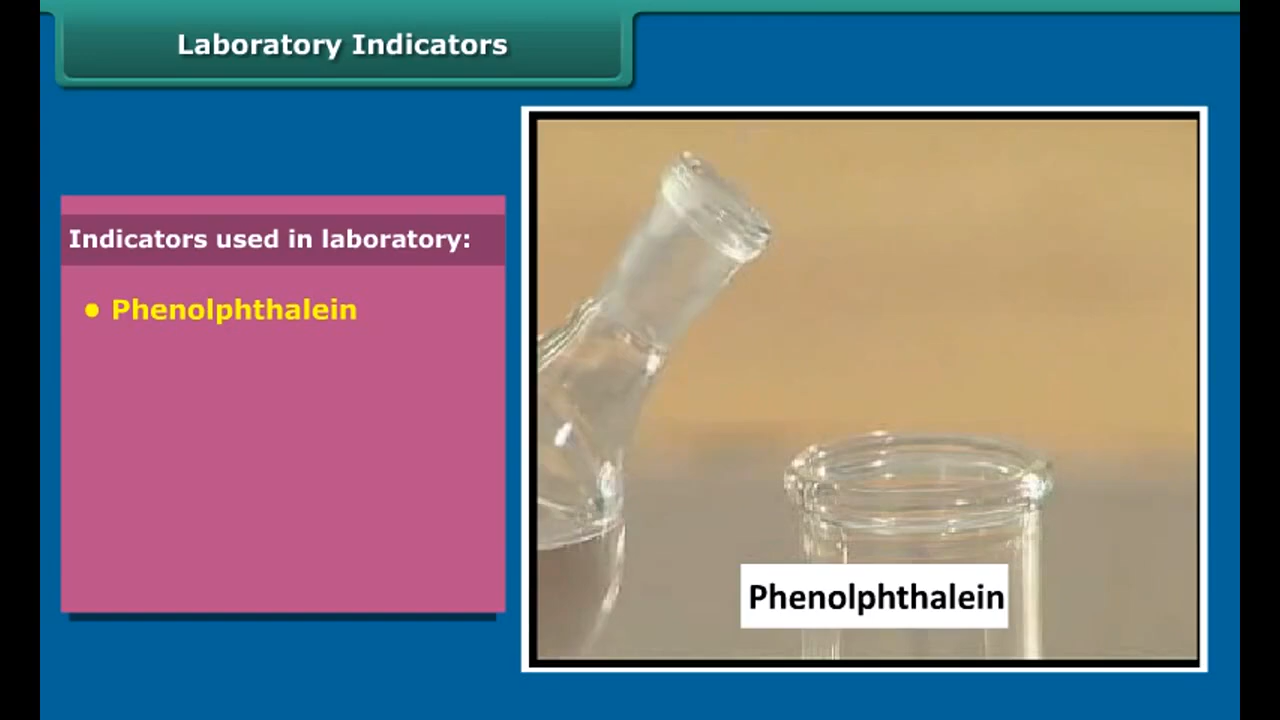 Laboratory Indicators
Indicators used in laboratory:
• Phenolphthalein
Phenolphthalein